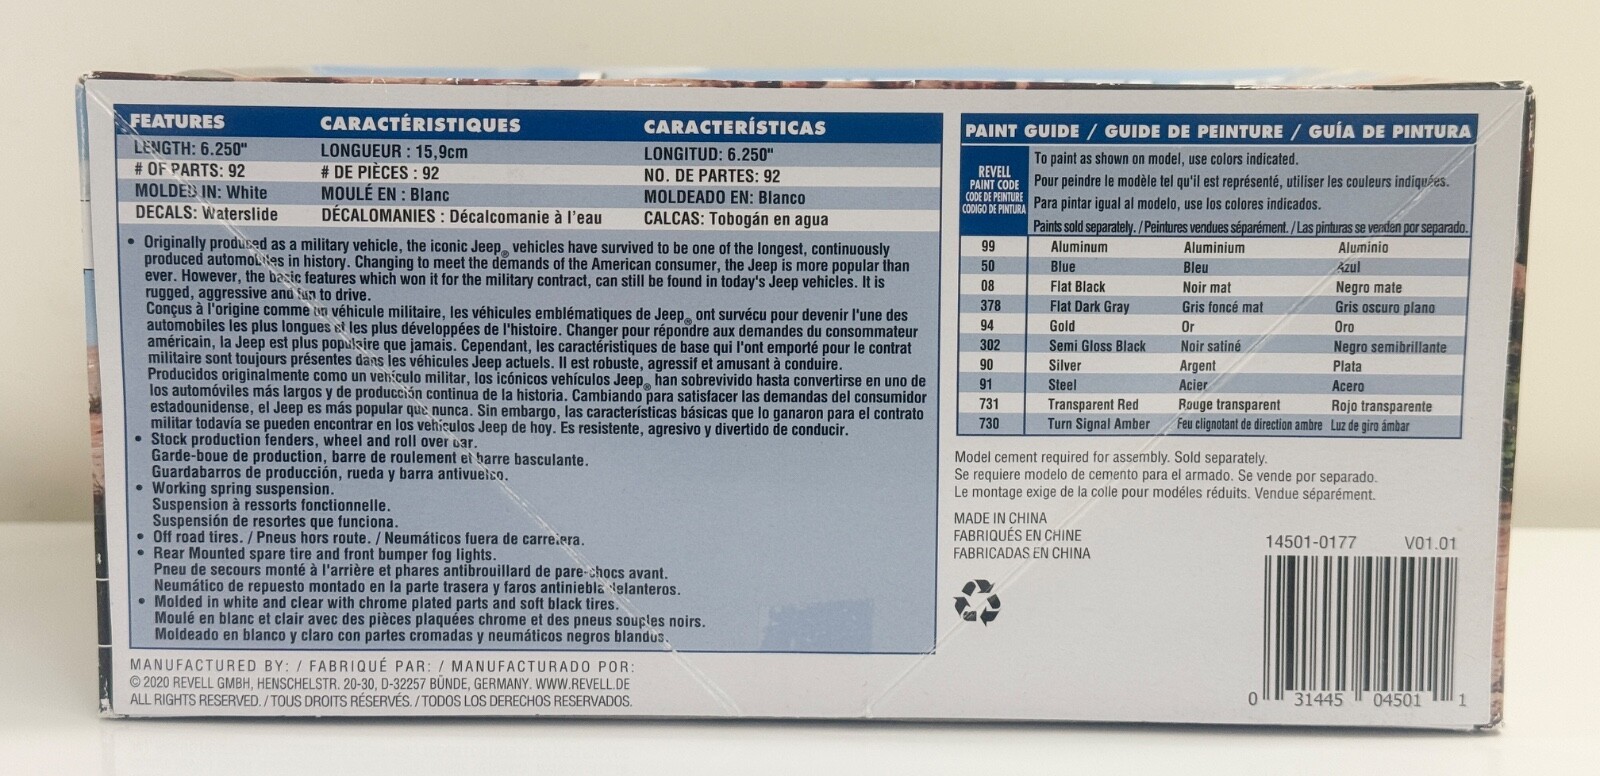 FEATURES CARACTÉRISTIQUES CARACTERÍSTICAS
LENGTH: 6.250" LONGUEUR : 15,9cm LONGITUD: 6.250"
# OF PARTS: 92 # DE PIÈCES : 92 NO. DE PARTES: 92
MOLDED IN: White MOULÉ EN : Blanc MOLDEADO EN: Blanco
DECALS: Waterslide DÉCALOMANIES : Décalcomanie à l'eau CALCAS: Tobogán en agua
• Originally produced as a military vehicle, the iconic Jeep® vehicles have survived to be one of the longest, continuously
produced automobiles in history. Changing to meet the demands of the American consumer, the Jeep is more popular than
ever. However, the basic features which won it for the military contract, can still be found in today's Jeep vehicles. It is
rugged, aggressive and fun to drive.
Conçus à l'origine comme un véhicule militaire, les véhicules emblématiques de Jeep® ont survécu pour devenir l'une des
automobiles les plus longues et les plus développées de l'histoire. Changer pour répondre aux demandes du consommateur
américain, la Jeep est plus populaire que jamais. Cependant, les caractéristiques de base qui l'ont emporté pour le contrat
militaire sont toujours présentes dans les véhicules Jeep actuels. Il est robuste, agressif et amusant à conduire.
Producidos originalmente como un vehículo militar, los icónicos vehículos Jeep® han sobrevivido hasta convertirse en uno de
los automóviles más largos y de producción continua de la historia. Cambiando para satisfacer las demandas del consumidor
estadounidense, el Jeep es más popular que nunca. Sin embargo, las características básicas que lo ganaron para el contrato
militar todavía se pueden encontrar en los vehículos Jeep de hoy. Es resistente, agresivo y divertido de conducir.
• Stock production fenders, wheel and roll over bar.
Garde-boue de production, barre de roulement et barre basculante.
Guardabarros de producción, rueda y barra antivuelco.
• Working spring suspension.
Suspension à ressorts fonctionnelle.
Suspensión de resortes que funciona.
• Off road tires. / Pneus hors route. / Neumáticos fuera de carretera.
• Rear Mounted spare tire and front bumper fog lights.
Pneu de secours monté à l'arrière et phares antibrouillard de pare-chocs avant.
Neumático de repuesto montado en la parte trasera y faros antiniebla delanteros.
• Molded in white and clear with chrome plated parts and soft black tires.
Moulé en blanc et clair avec des pièces plaquées chrome et des pneus souples noirs.
Moldeado en blanco y claro con partes cromadas y neumáticos negros blandos.
MANUFACTURED BY: / FABRIQUÉ PAR: / MANUFACTURADO POR:
© 2020 REVELL GMBH, HENSCHELSTR. 20-30, D-32257 BÜNDE, GERMANY. WWW.REVELL.DE
ALL RIGHTS RESERVED. / TOUS DROITS RÉSERVÉS. / TODOS LOS DERECHOS RESERVADOS.
PAINT GUIDE / GUIDE DE PEINTURE / GUÍA DE PINTURA
REVELL
PAINT CODE
CODE DE PEINTURE
CODIGO DE PINTURA
To paint as shown on model, use colors indicated.
Pour peindre le modèle tel qu'il est représenté, utiliser les couleurs indiquées.
Para pintar igual al modelo, use los colores indicados.
Paints sold separately. / Peintures vendues séparément. / Las pinturas se venden por separado.
99 Aluminum Aluminium Aluminio
50 Blue Bleu Azul
08 Flat Black Noir mat Negro mate
378 Flat Dark Gray Gris foncé mat Gris oscuro plano
94 Gold Or Oro
302 Semi Gloss Black Noir satiné Negro semibrillante
90 Silver Argent Plata
91 Steel Acier Acero
731 Transparent Red Rouge transparent Rojo transparente
730 Turn Signal Amber Feu clignotant de direction ambre Luz de giro ámbar
Model cement required for assembly. Sold separately.
Se requiere modelo de cemento para el armado. Se vende por separado.
Le montage exige de la colle pour modéles réduits. Vendue séparément.
MADE IN CHINA
FABRIQUÉS EN CHINE
FABRICADAS EN CHINA
14501-0177 V01.01
0 31445 04501 1